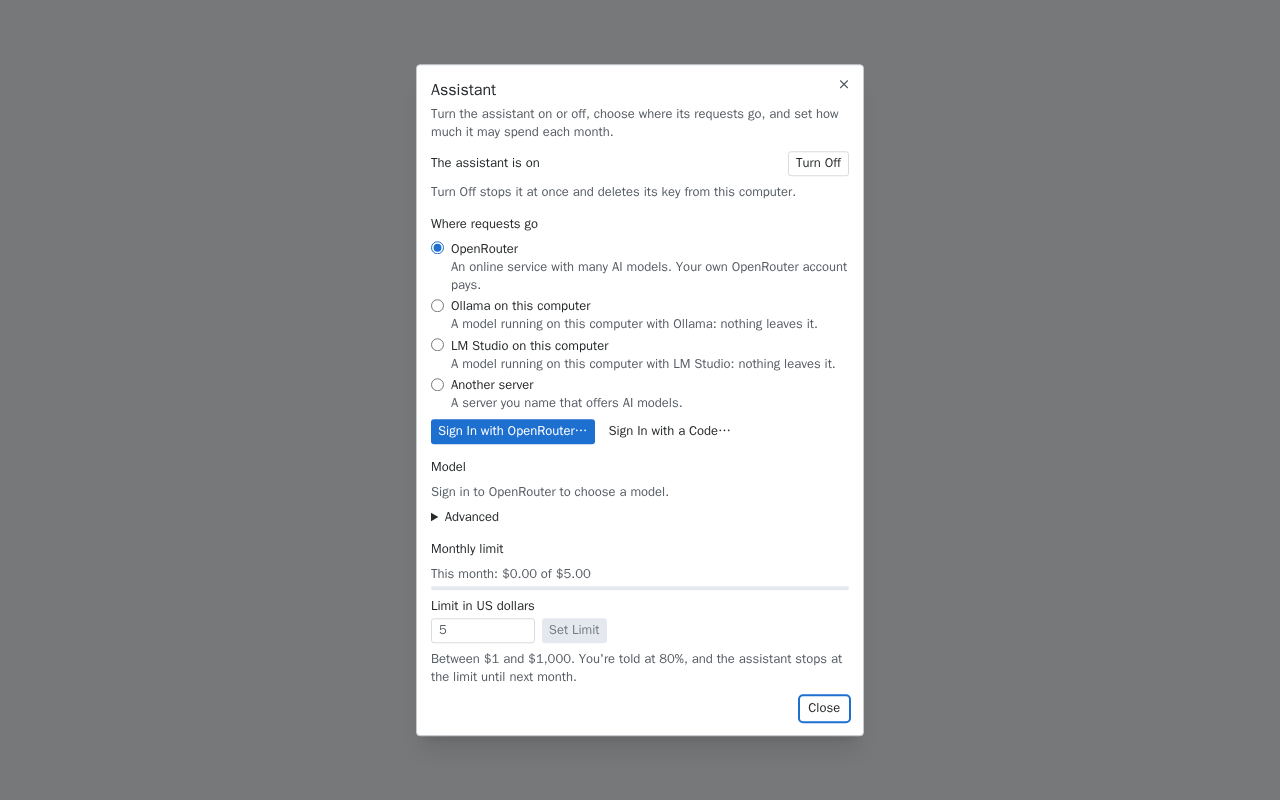 Assistant
Turn the assistant on or off, choose where its requests go, and set how
much it may spend each month.
The assistant is on
Turn Off
Turn Off stops it at once and deletes its key from this computer.
Where requests go
OpenRouter
An online service with many AI models. Your own OpenRouter account
pays.
Ollama on this computer
A model running on this computer with Ollama: nothing leaves it.
LM Studio on this computer
A model running on this computer with LM Studio: nothing leaves it.
Another server
A server you name that offers AI models.
Sign In with OpenRouter…
Sign In with a Code…
Model
Sign in to OpenRouter to choose a model.
Advanced
Monthly limit
This month: $0.00 of $5.00
Limit in US dollars
5
Set Limit
Between $1 and $1,000. You're told at 80%, and the assistant stops at
the limit until next month.
Close